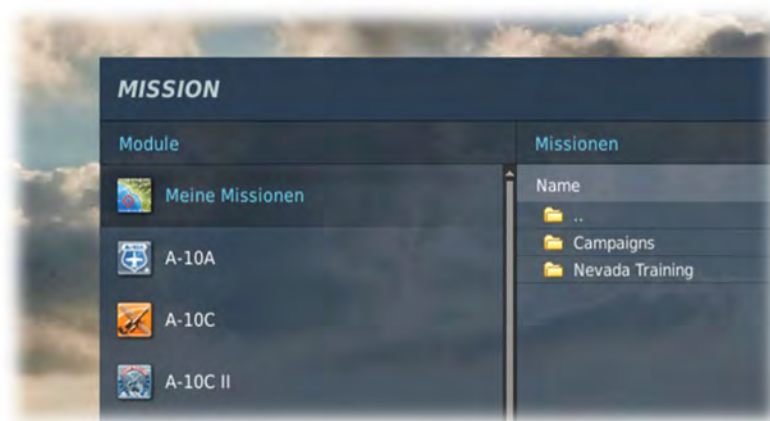 MISSION
Module
Missionen
Meine Missionen
A-10A
A-10C
A-10C II
Name
..
Campaigns
Nevada Training